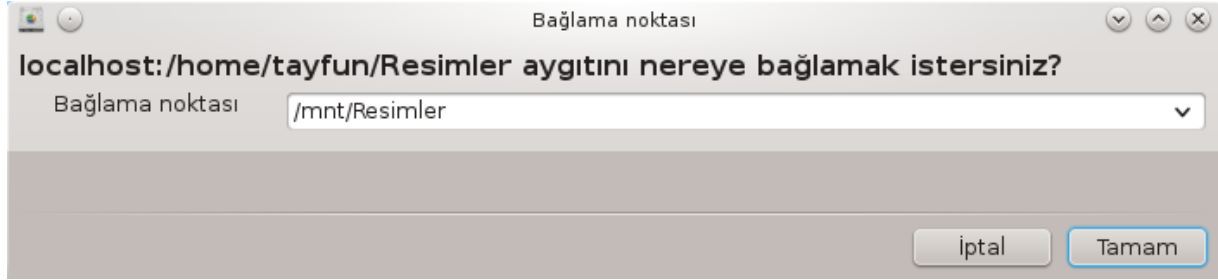 Bağlama noktası
localhost:/home/tayfun/Resimler aygıtını nereye bağlamak istersiniz?
Bağlama noktası /mnt/Resimler
İptal Tamam